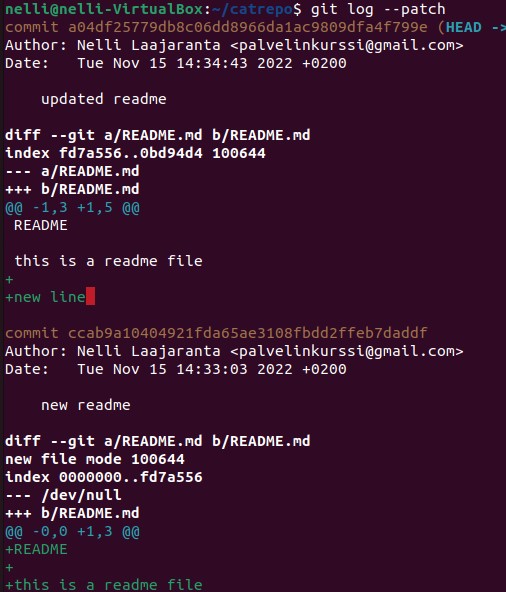 nelli@nelli-VirtualBox:~/catrepo$ git log --patch
commit a04df25779db8c06dd8966da1ac9809dfa4f799e (HEAD ->
Author: Nelli Laajaranta <palvelinkurssi@gmail.com>
Date:   Tue Nov 15 14:34:43 2022 +0200

    updated readme

diff --git a/README.md b/README.md
index fd7a556..0bd94d4 100644
--- a/README.md
+++ b/README.md
@@ -1,3 +1,5 @@
 README

 this is a readme file
+
+new line

commit ccab9a10404921fda65ae3108fbdd2ffeb7daddf
Author: Nelli Laajaranta <palvelinkurssi@gmail.com>
Date:   Tue Nov 15 14:33:03 2022 +0200

    new readme

diff --git a/README.md b/README.md
new file mode 100644
index 0000000..fd7a556
--- /dev/null
+++ b/README.md
@@ -0,0 +1,3 @@
+README
+
+this is a readme file